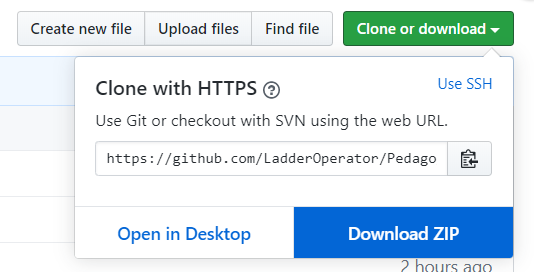 Create new file Upload files Find file Clone or download
Clone with HTTPS Use SSH
Use Git or checkout with SVN using the web URL.
https://github.com/LadderOperator/Pedago
Open in Desktop Download ZIP
2 hours ago